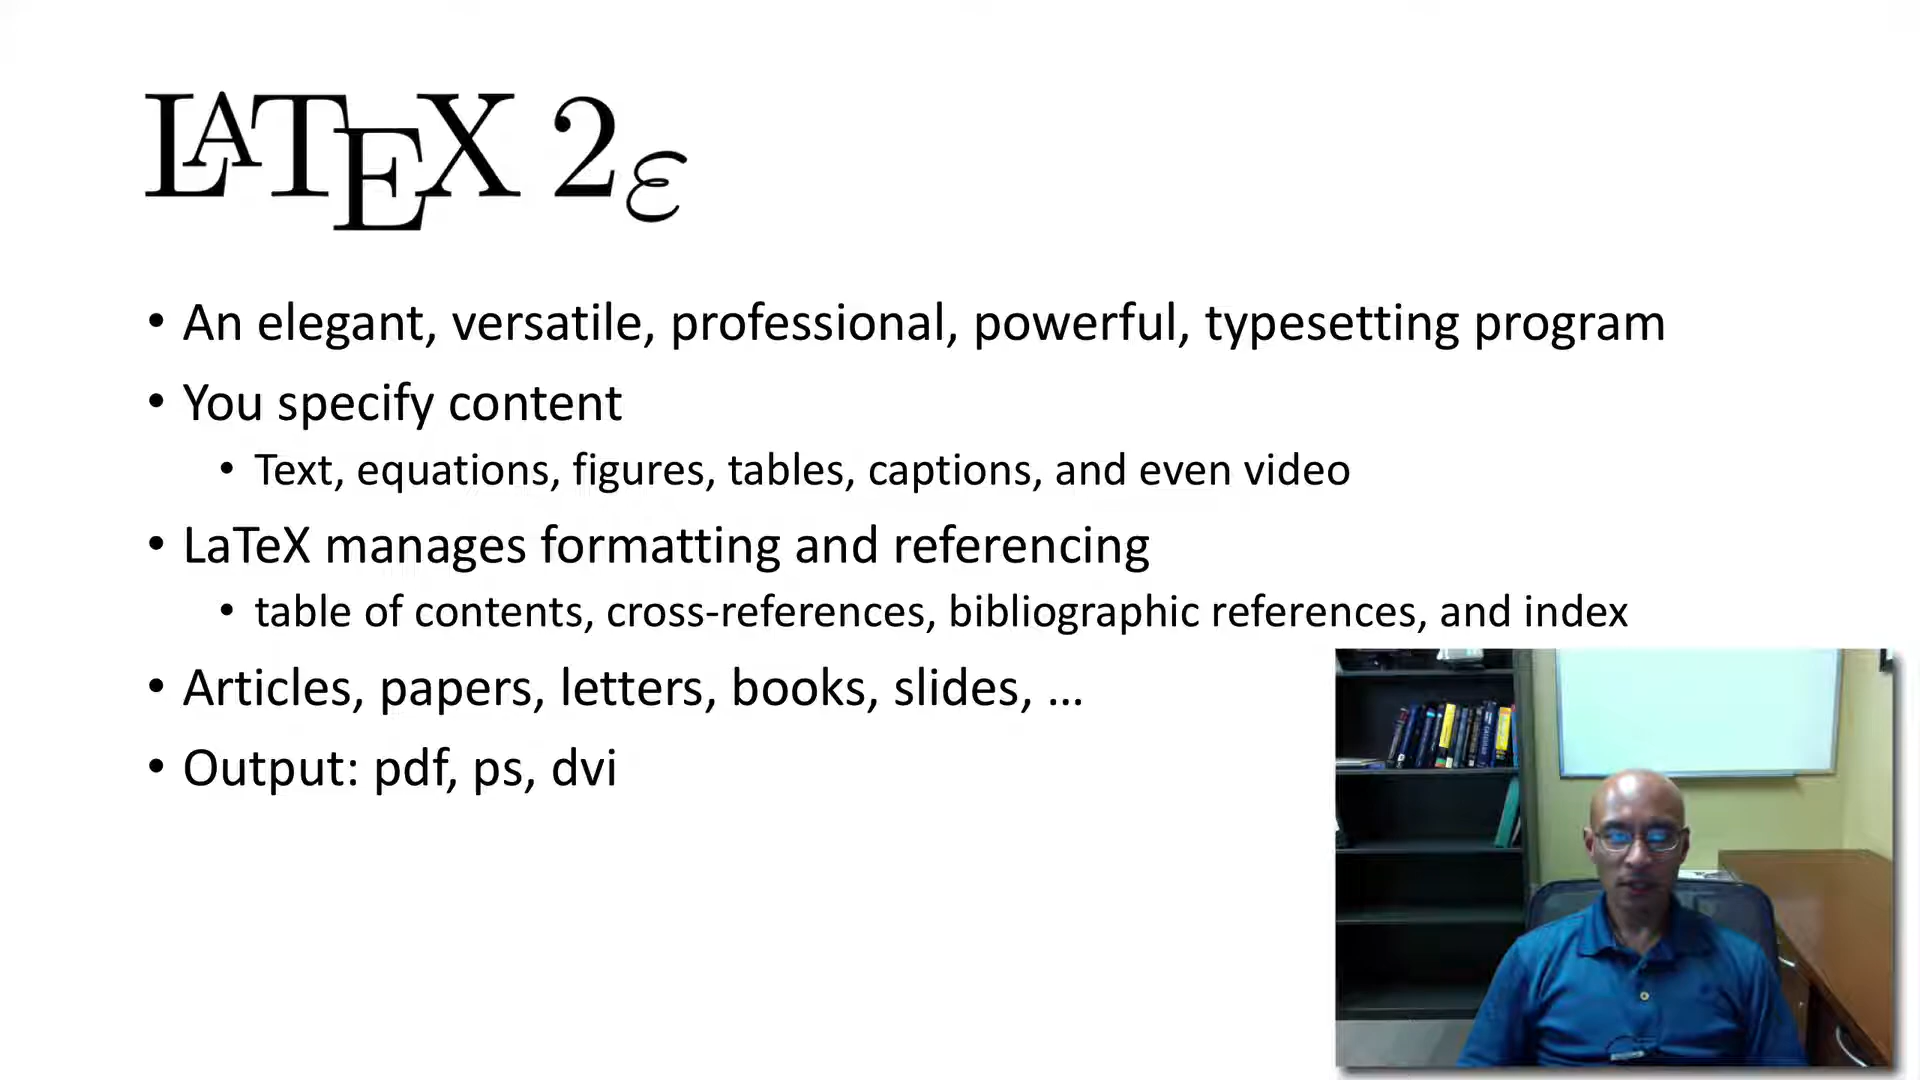 LATEX 2ε
• An elegant, versatile, professional, powerful, typesetting program
• You specify content
• Text, equations, figures, tables, captions, and even video
• LaTeX manages formatting and referencing
• table of contents, cross-references, bibliographic references, and index
• Articles, papers, letters, books, slides, ...
• Output: pdf, ps, dvi